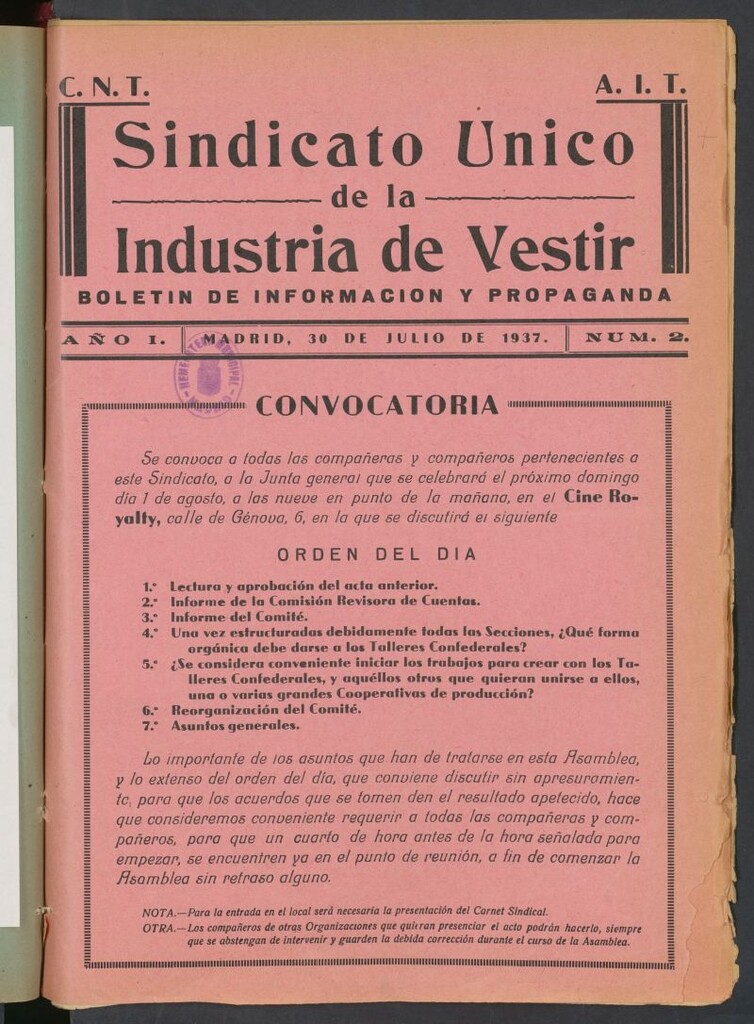 C. N. T.
A. I. T.
Sindicato Unico
de la
Industria de Vestir
BOLETIN DE INFORMACION Y PROPAGANDA
AÑO I.
MADRID, 30 DE JULIO DE 1937.
NUM. 2.
HEMEROTECA MUNICIPAL
CONVOCATORIA
Se convoca a todas las compañeras y compañeros pertenecientes a
este Sindicato, a la Junta general que se celebrará el próximo domingo
día 1 de agosto, a las nueve en punto de la mañana, en el Cine Ro-
yalty, calle de Génova, 6, en la que se discutirá el siguiente
ORDEN DEL DIA
1.° Lectura y aprobación del acta anterior.
2.° Informe de la Comisión Revisora de Cuentas.
3.° Informe del Comité.
4.° Una vez estructuradas debidamente todas las Secciones, ¿Qué forma
orgánica debe darse a los Talleres Confederales?
5.° ¿Se considera conveniente iniciar los trabajos para crear con los Ta-
lleres Confederales, y aquéllos otros que quieran unirse a ellos,
una o varias grandes Cooperativas de producción?
6.° Reorganización del Comité.
7.° Asuntos generales.
Lo importante de los asuntos que han de tratarse en esta Asamblea,
y lo extenso del orden del día, que conviene discutir sin apresuramien-
to, para que los acuerdos que se tomen den el resultado apetecido, hace
que consideremos conveniente requerir a todas las compañeras y com-
pañeros, para que un cuarto de hora antes de la hora señalada para
empezar, se encuentren ya en el punto de reunión, a fin de comenzar la
Asamblea sin retraso alguno.
NOTA.—Para la entrada en el local será necesaria la presentación del Carnet Sindical.
OTRA.—Los compañeros de otras Organizaciones que quieran presenciar el acto podrán hacerlo, siempre
que se abstengan de intervenir y guarden la debida corrección durante el curso de la Asamblea.